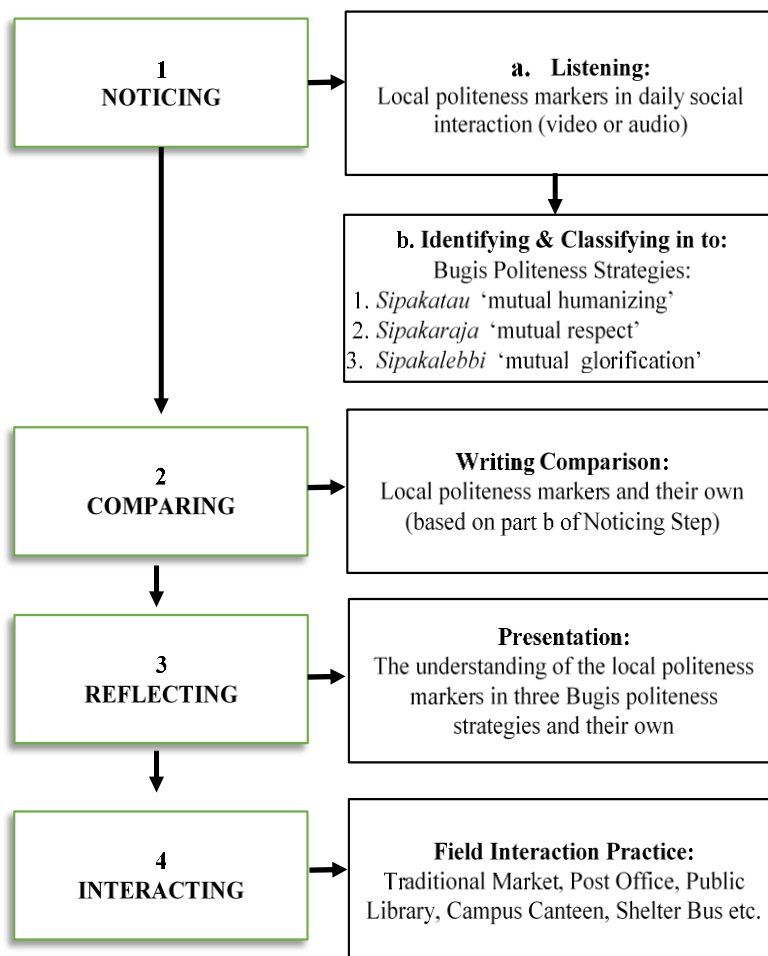 1
NOTICING
a. Listening:
Local politeness markers in daily social
interaction (video or audio)
b. Identifying & Classifying in to:
Bugis Politeness Strategies:
1. Sipakatau ‘mutual humanizing’
2. Sipakaraja ‘mutual respect’
3. Sipakalebbi ‘mutual glorification’
2
COMPARING
Writing Comparison:
Local politeness markers and their own
(based on part b of Noticing Step)
3
REFLECTING
Presentation:
The understanding of the local politeness
markers in three Bugis politeness
strategies and their own
4
INTERACTING
Field Interaction Practice:
Traditional Market, Post Office, Public
Library, Campus Canteen, Shelter Bus etc.